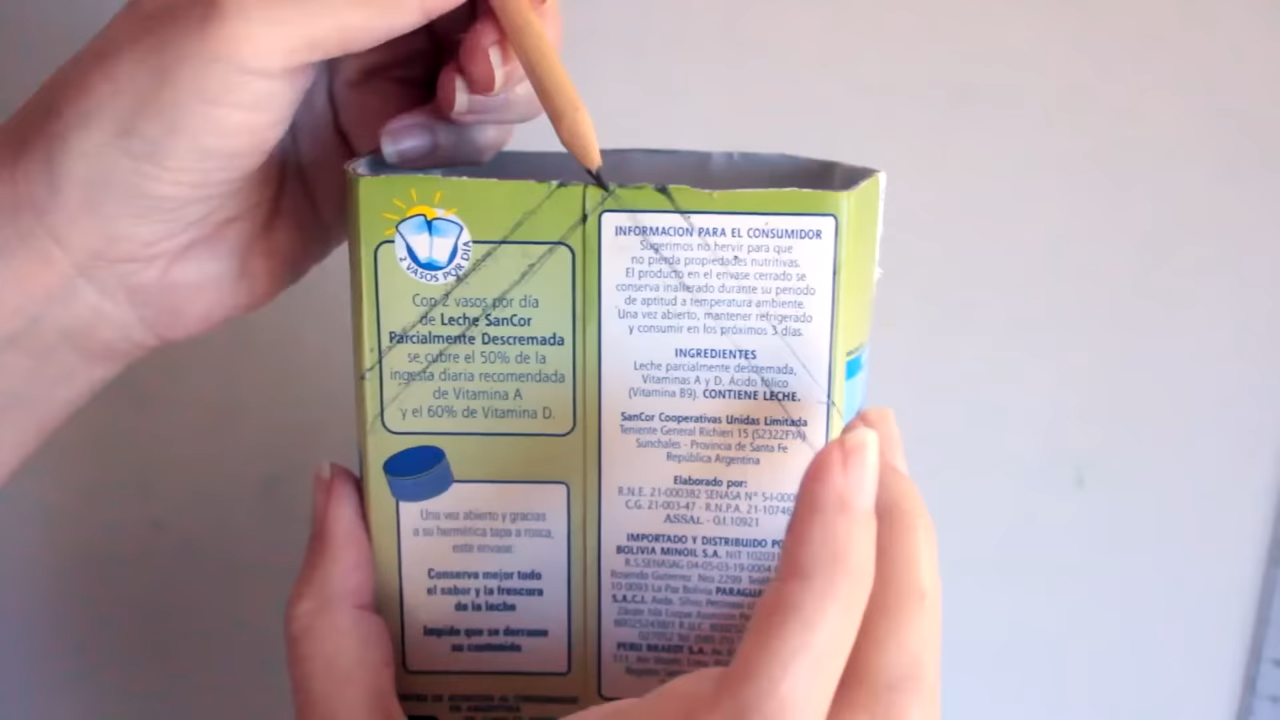 2 VASOS POR DÍA
Con 2 vasos por día
de Leche SanCor
Parcialmente Descremada
se cubre el 50% de la
ingesta diaria recomendada
de Vitamina A
y el 60% de Vitamina D.
Una vez abierto y gracias
a su hermética tapa a rosca,
este envase:
Conserva mejor todo
el sabor y la frescura
de la leche
Impide que se derrame
su contenido
INFORMACION PARA EL CONSUMIDOR
Sugerimos no hervir para que
no pierda propiedades nutritivas.
El producto en el envase cerrado se
conserva inalterado durante su periodo
de aptitud a temperatura ambiente.
Una vez abierto, mantener refrigerado
y consumir en los próximos 3 días.
INGREDIENTES
Leche parcialmente descremada,
Vitaminas A y D, Acido fólico
(Vitamina B9). CONTIENE LECHE.
SanCor Cooperativas Unidas Limitada
Teniente General Richieri 15 (S2322FYA)
Sunchales - Provincia de Santa Fe
República Argentina
Elaborado por:
R.N.E. 21-000382 SENASA N°
C.G. 21-003-47 - R.N.P.A. 21-10746
ASSAL - O.I.10921
IMPORTADO Y DISTRIBUIDO
BOLIVIA MINOIL S.A. NIT
R.S.SENASAG 04-05-03-19-0004
La Paz Bolivia
S.A.C.I.
PERU BRAEDT S.A.